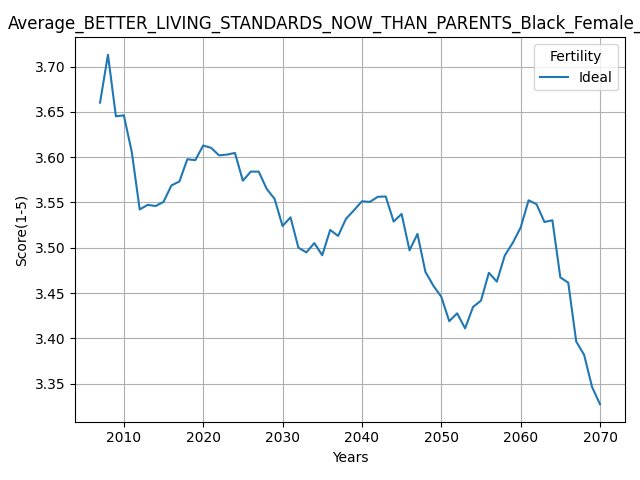 Average_BETTER_LIVING_STANDARDS_NOW_THAN_PARENTS_Black_Female_
Fertility
Ideal
3.70
3.65
3.60
3.55
3.50
3.45
3.40
3.35
Score(1-5)
2010 2020 2030 2040 2050 2060 2070
Years